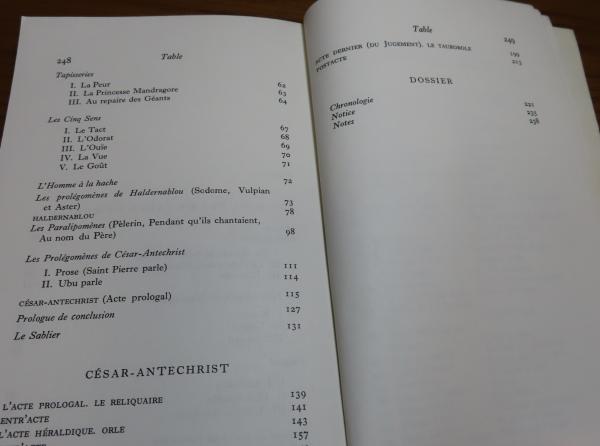 248 Table
Tapisseries
I. La Peur 62
II. La Princesse Mandragore 63
III. Au repaire des Géants 64
Les Cinq Sens
I. Le Tact 67
II. L'Odorat 68
III. L'Ouïe 69
IV. La Vue 70
V. Le Goût 71
L'Homme à la hache 72
Les prolégomènes de Haldernablou (Sodome, Vulpian
et Aster) 73
HALDERNABLOU 78
Les Paralipomènes (Pèlerin, Pendant qu'ils chantaient,
Au nom du Père) 98
Les Prolégomènes de César-Antechrist
I. Prose (Saint Pierre parle) 111
II. Ubu parle 114
CÉSAR-ANTECHRIST (Acte prologal) 115
Prologue de conclusion 127
Le Sablier 131
CÉSAR-ANTECHRIST
L'ACTE PROLOGAL. LE RELIQUAIRE 139
ENTR'ACTE 141
L'ACTE HÉRALDIQUE. ORLE 143
157
Table 249
ACTE DERNIER (DU JUGEMENT). LE TAUROBOLE 199
POSTACTE 213
DOSSIER
Chronologie 221
Notice 235
Notes 238